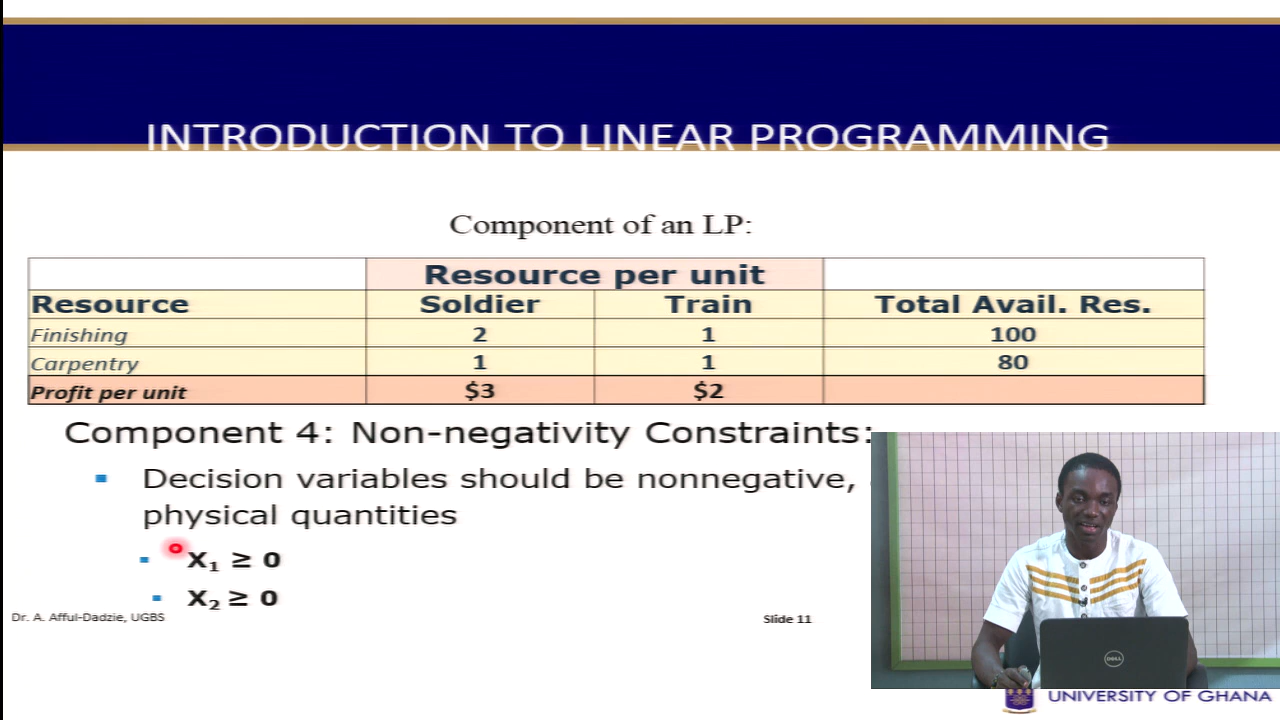 INTRODUCTION TO LINEAR PROGRAMMING
Component of an LP:
Resource per unit
Resource Soldier Train Total Avail. Res.
Finishing 2 1 100
Carpentry 1 1 80
Profit per unit $3 $2
Component 4: Non-negativity Constraints:
Decision variables should be nonnegative,
physical quantities
X₁ ≥ 0
X₂ ≥ 0
Dr. A. Afful-Dadzie, UGBS
Slide 11
DELL
UNIVERSITY OF GHANA